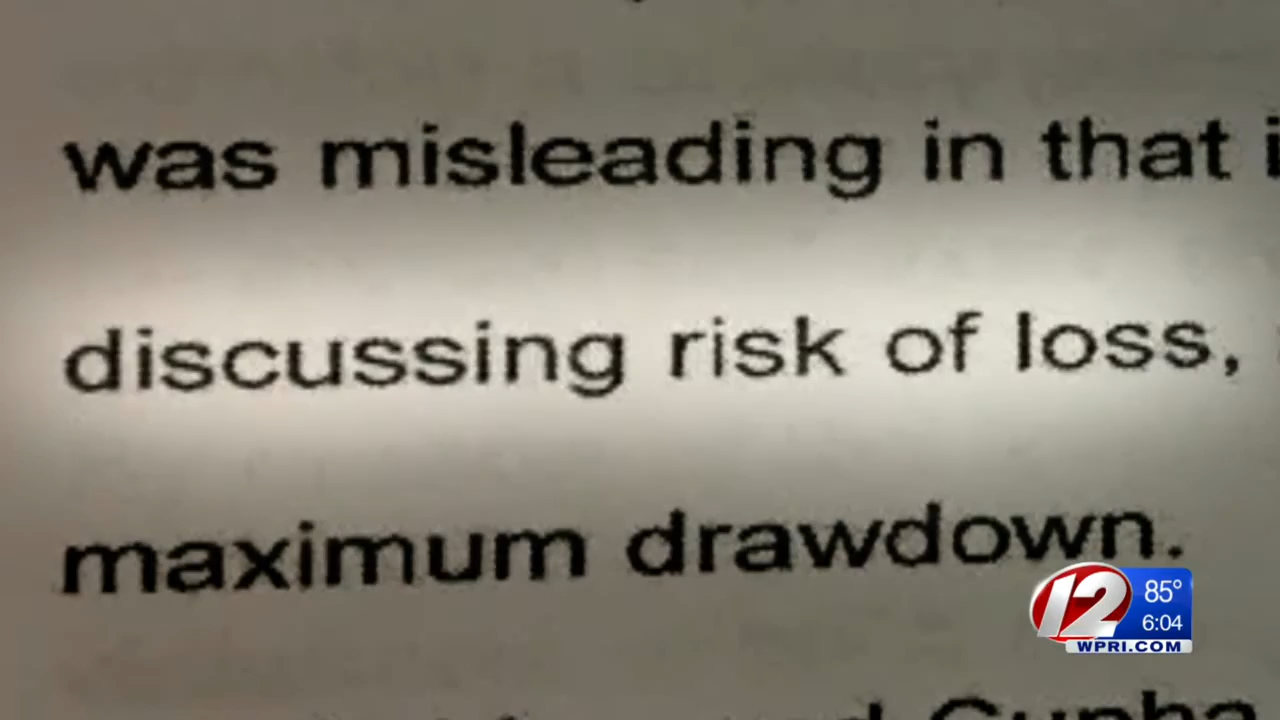 was misleading in that
discussing risk of loss,
maximum drawdown.
12
85°
6:04
WPRI.COM